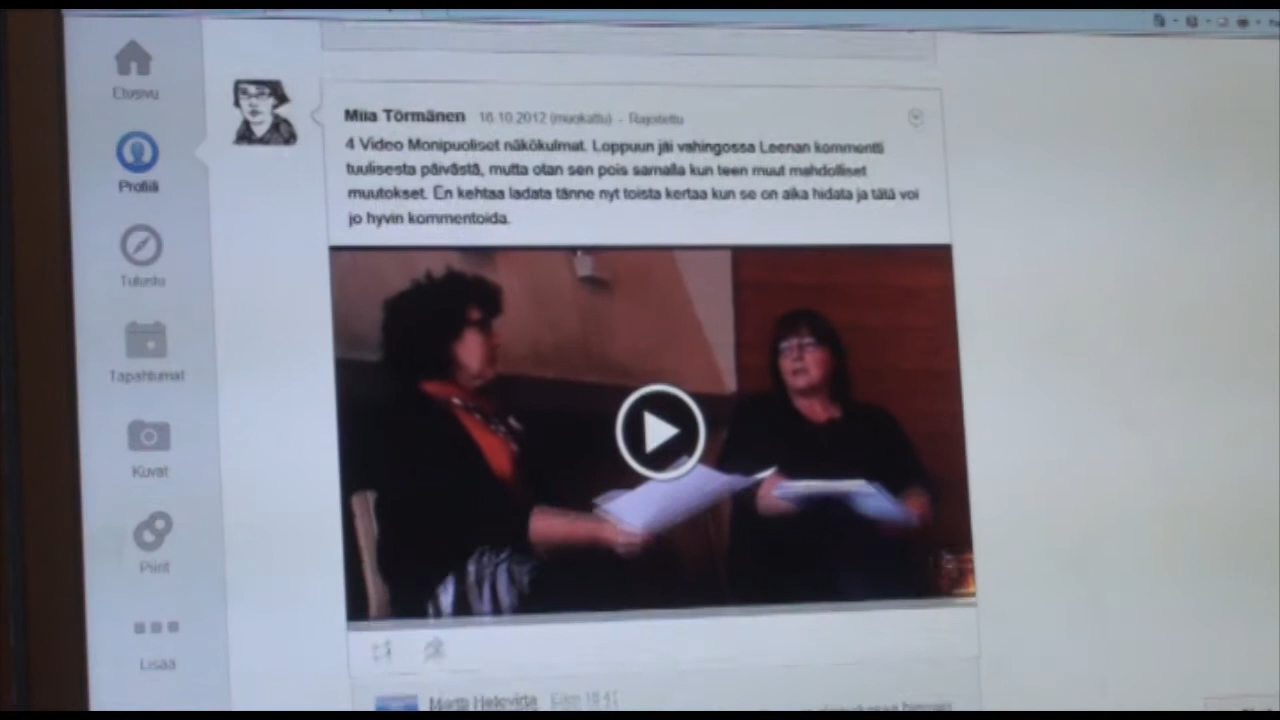 Etusivu
Profiili
Tutustu
Tapahtumat
Kuvat
Piirit
Lisää
Miia Törmänen 16.10.2012 (muokattu) - Rajoitettu
4 Video Monipuoliset näkökulmat. Loppuun jäi vahingossa Leenan kommentti
tuulisesta päivästä, mutta otan sen pois samalla kun teen muut mahdolliset
muutokset. En kehtaa ladata tänne nyt toista kertaa kun se on aika hidata ja tätä voi
jo hyvin kommentoida.
Eilen